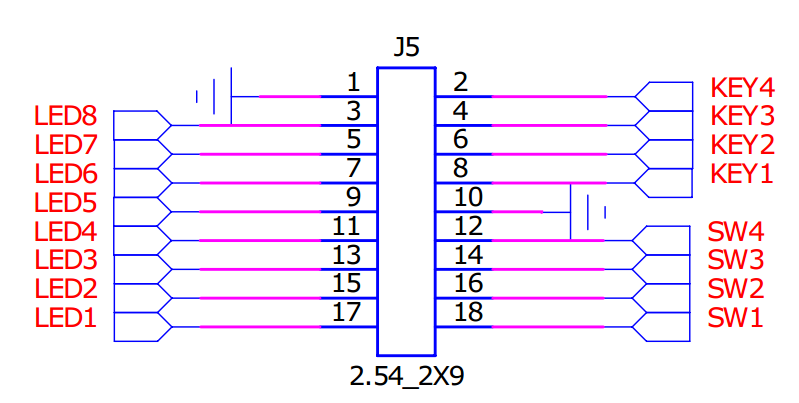 J5
1 2 KEY4
LED8 3 4 KEY3
LED7 5 6 KEY2
LED6 7 8 KEY1
LED5 9 10
LED4 11 12 SW4
LED3 13 14 SW3
LED2 15 16 SW2
LED1 17 18 SW1
2.54_2X9